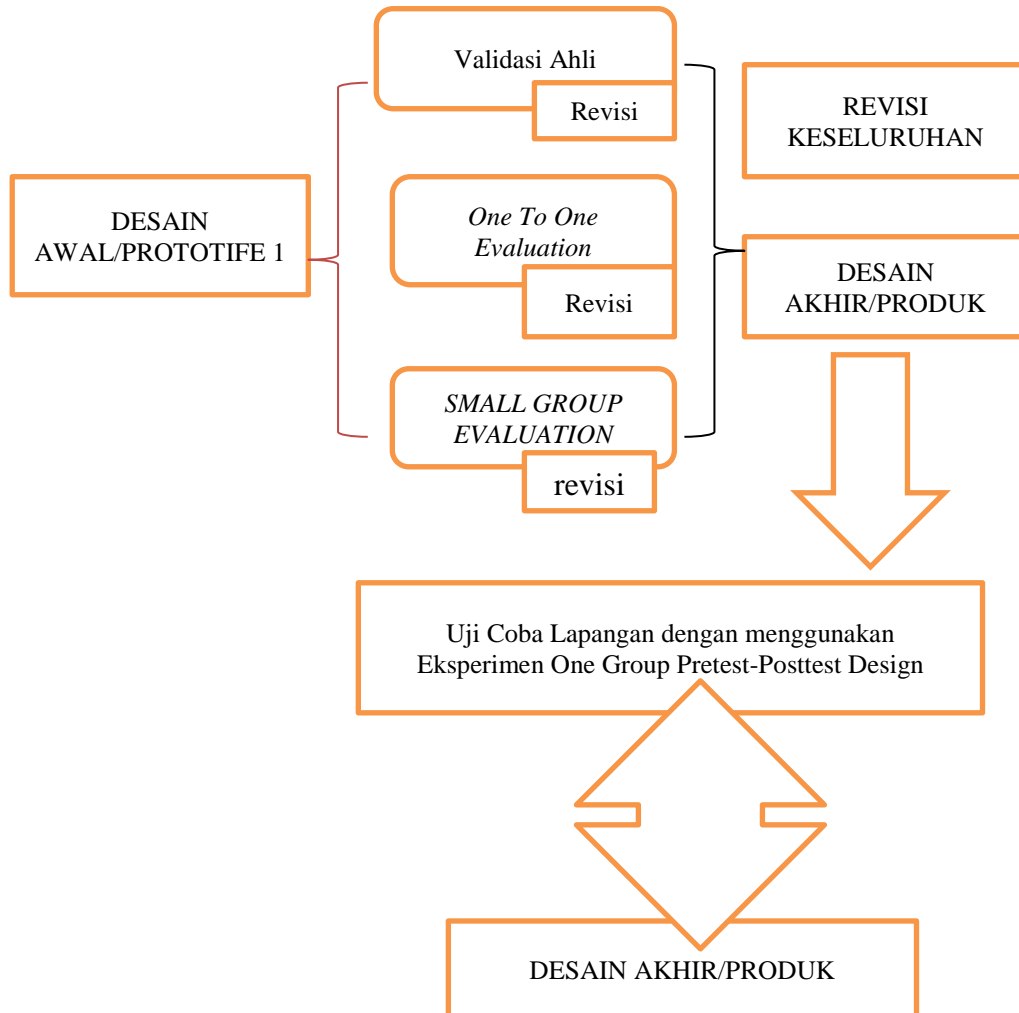 DESAIN
AWAL/PROTOTIFE 1
Validasi Ahli
Revisi
One To One
Evaluation
Revisi
SMALL GROUP
EVALUATION
revisi
REVISI
KESELURUHAN
DESAIN
AKHIR/PRODUK
Uji Coba Lapangan dengan menggunakan
Eksperimen One Group Pretest-Posttest Design
DESAIN AKHIR/PRODUK